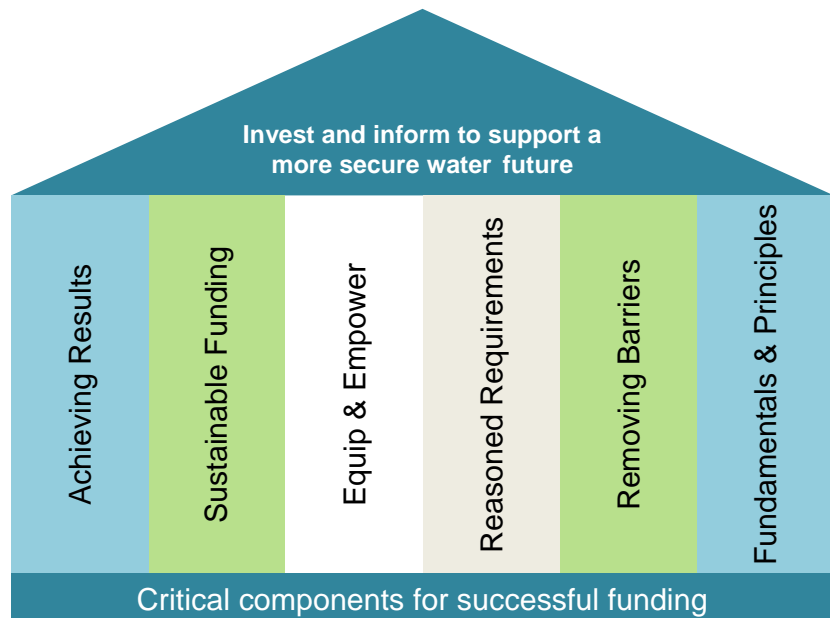 Invest and inform to support a
more secure water future
Achieving Results
Sustainable Funding
Equip & Empower
Reasoned Requirements
Removing Barriers
Fundamentals & Principles
Critical components for successful funding